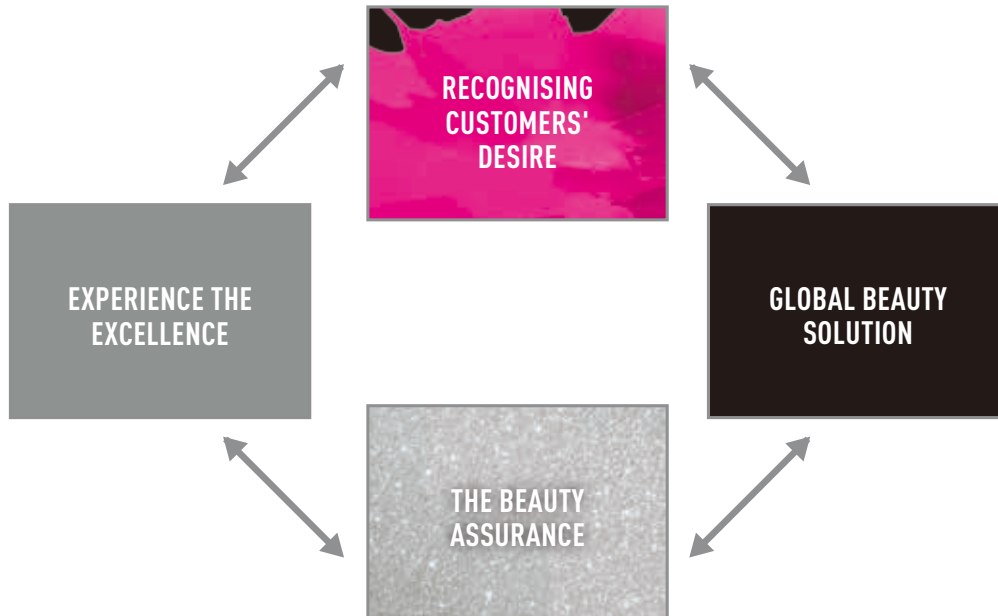 RECOGNISING
CUSTOMERS'
DESIRE
EXPERIENCE THE
EXCELLENCE
GLOBAL BEAUTY
SOLUTION
THE BEAUTY
ASSURANCE